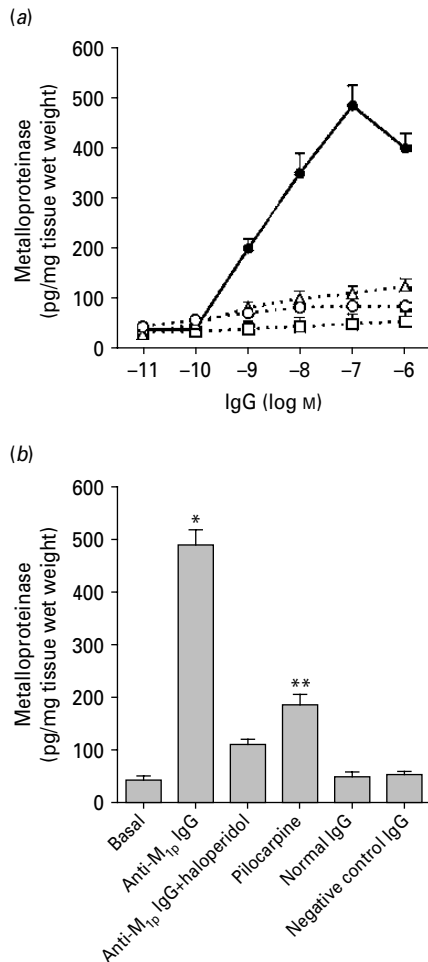 (a)
Metalloproteinase
(pg/mg tissue wet weight)
600
500
400
300
200
100
0
–11
–10
–9
–8
–7
–6
IgG (log M)
(b)
Metalloproteinase
(pg/mg tissue wet weight)
600
500
400
300
200
100
0
*
**
Basal
Anti-M1p IgG
Anti-M1p IgG+haloperidol
Pilocarpine
Normal IgG
Negative control IgG